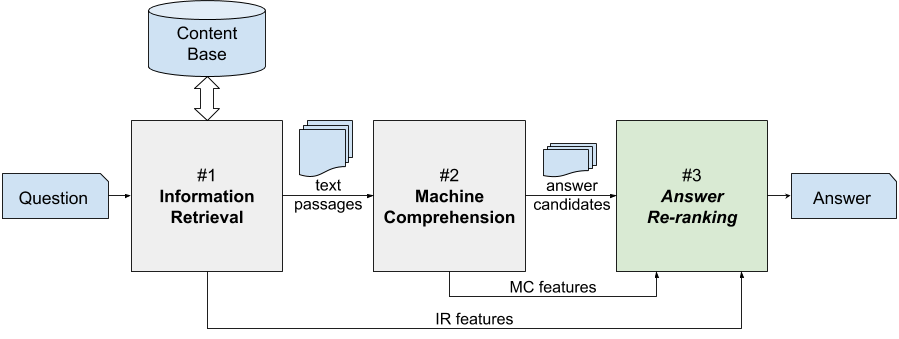 Content
Base
Question
#1
Information
Retrieval
text
passages
#2
Machine
Comprehension
answer
candidates
#3
Answer
Re-ranking
Answer
MC features
IR features